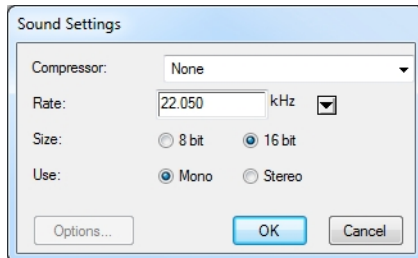 Sound Settings
Compressor: None
Rate: 22.050 kHz
Size: 8 bit 16 bit
Use: Mono Stereo
Options... OK Cancel